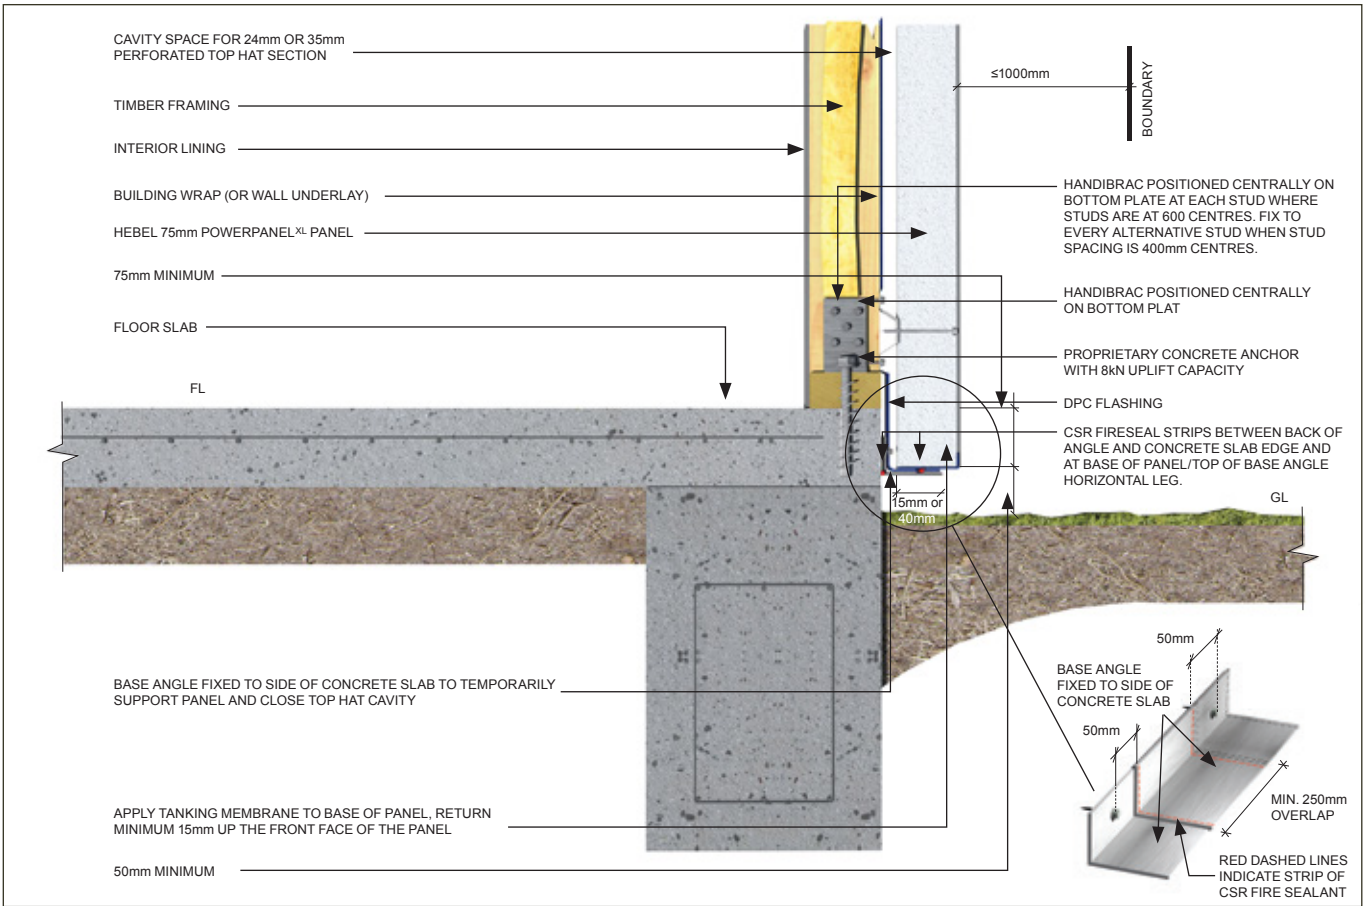 CAVITY SPACE FOR 24mm OR 35mm
PERFORATED TOP HAT SECTION
TIMBER FRAMING
INTERIOR LINING
BUILDING WRAP (OR WALL UNDERLAY)
HEBEL 75mm POWERPANELXL PANEL
75mm MINIMUM
FLOOR SLAB
FL
≤1000mm
BOUNDARY
HANDIBRAC POSITIONED CENTRALLY ON
BOTTOM PLATE AT EACH STUD WHERE
STUDS ARE AT 600 CENTRES. FIX TO
EVERY ALTERNATIVE STUD WHEN STUD
SPACING IS 400mm CENTRES.
HANDIBRAC POSITIONED CENTRALLY
ON BOTTOM PLAT
PROPRIETARY CONCRETE ANCHOR
WITH 8kN UPLIFT CAPACITY
DPC FLASHING
CSR FIRESEAL STRIPS BETWEEN BACK OF
ANGLE AND CONCRETE SLAB EDGE AND
AT BASE OF PANEL/TOP OF BASE ANGLE
HORIZONTAL LEG.
GL
15mm or
40mm
BASE ANGLE FIXED TO SIDE OF CONCRETE SLAB TO TEMPORARILY
SUPPORT PANEL AND CLOSE TOP HAT CAVITY
APPLY TANKING MEMBRANE TO BASE OF PANEL, RETURN
MINIMUM 15mm UP THE FRONT FACE OF THE PANEL
50mm MINIMUM
50mm
BASE ANGLE
FIXED TO SIDE OF
CONCRETE SLAB
50mm
MIN. 250mm
OVERLAP
RED DASHED LINES
INDICATE STRIP OF
CSR FIRE SEALANT